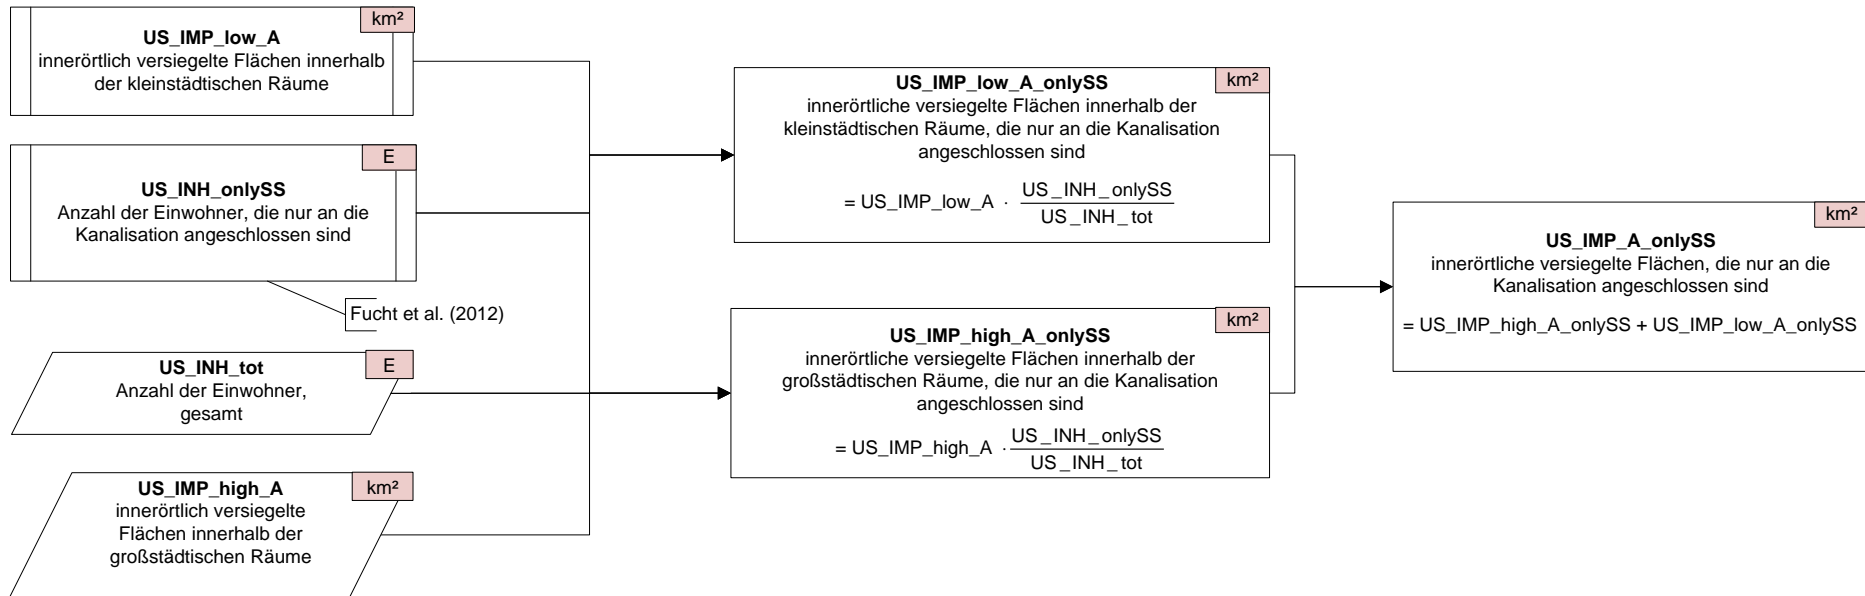 km²
US_IMP_low_A
innerörtlich versiegelte Flächen innerhalb
der kleinstädtischen Räume
E
US_INH_onlySS
Anzahl der Einwohner, die nur an die
Kanalisation angeschlossen sind
Fucht et al. (2012)
E
US_INH_tot
Anzahl der Einwohner,
gesamt
km²
US_IMP_high_A
innerörtlich versiegelte
Flächen innerhalb der
großstädtischen Räume
km²
US_IMP_low_A_onlySS
innerörtliche versiegelte Flächen innerhalb der
kleinstädtischen Räume, die nur an die Kanalisation
angeschlossen sind
= US_IMP_low_A · US_INH_onlySS
US_INH_tot
km²
US_IMP_high_A_onlySS
innerörtliche versiegelte Flächen innerhalb der
großstädtischen Räume, die nur an die Kanalisation
angeschlossen sind
= US_IMP_high_A · US_INH_onlySS
US_INH_tot
km²
US_IMP_A_onlySS
innerörtliche versiegelte Flächen, die nur an die
Kanalisation angeschlossen sind
= US_IMP_high_A_onlySS + US_IMP_low_A_onlySS